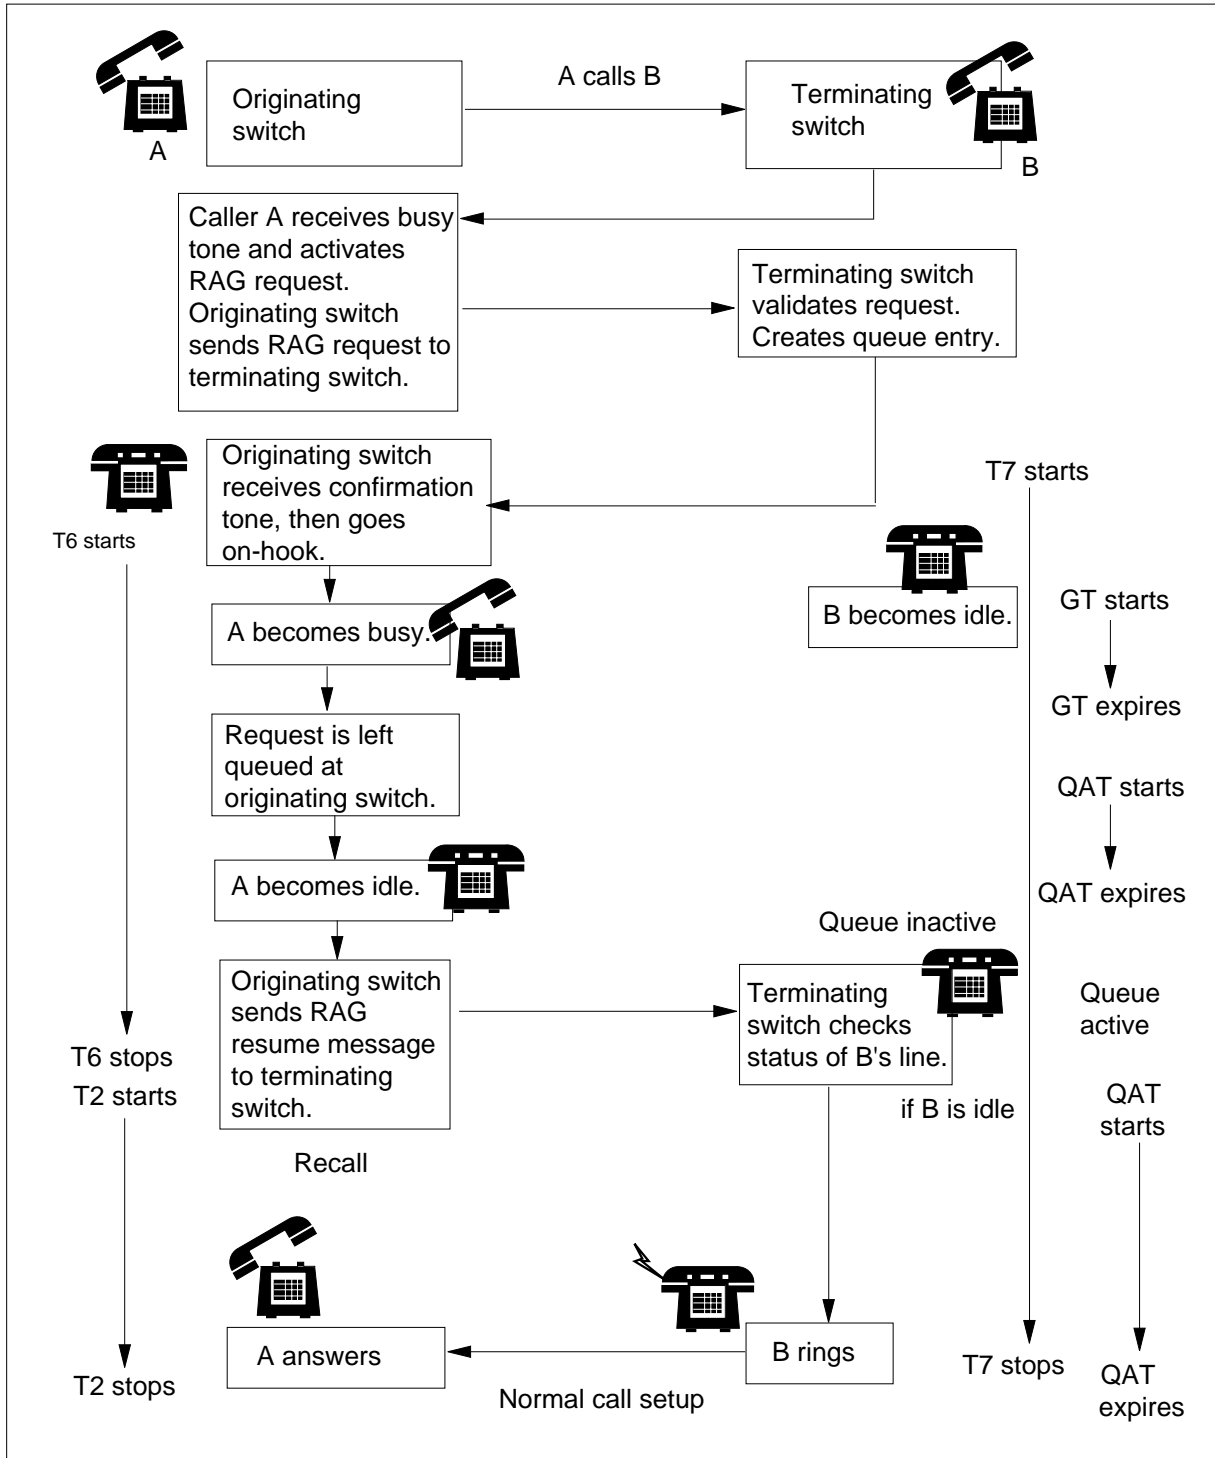 A calls B
Originating
switch
Terminating
switch
A
B
Caller A receives busy
tone and activates
RAG request.
Originating switch
sends RAG request to
terminating switch.
Terminating switch
validates request.
Creates queue entry.
Originating switch
receives confirmation
tone, then goes
on-hook.
T7 starts
T6 starts
B becomes idle.
GT starts
A becomes busy.
GT expires
Request is left
queued at
originating switch.
QAT starts
A becomes idle.
QAT expires
Queue inactive
Originating switch
sends RAG
resume message
to terminating
switch.
Terminating
switch checks
status of B's line.
Queue
active
T6 stops
T2 starts
if B is idle
QAT
starts
Recall
A answers
B rings
T7 stops
T2 stops
Normal call setup
QAT
expires